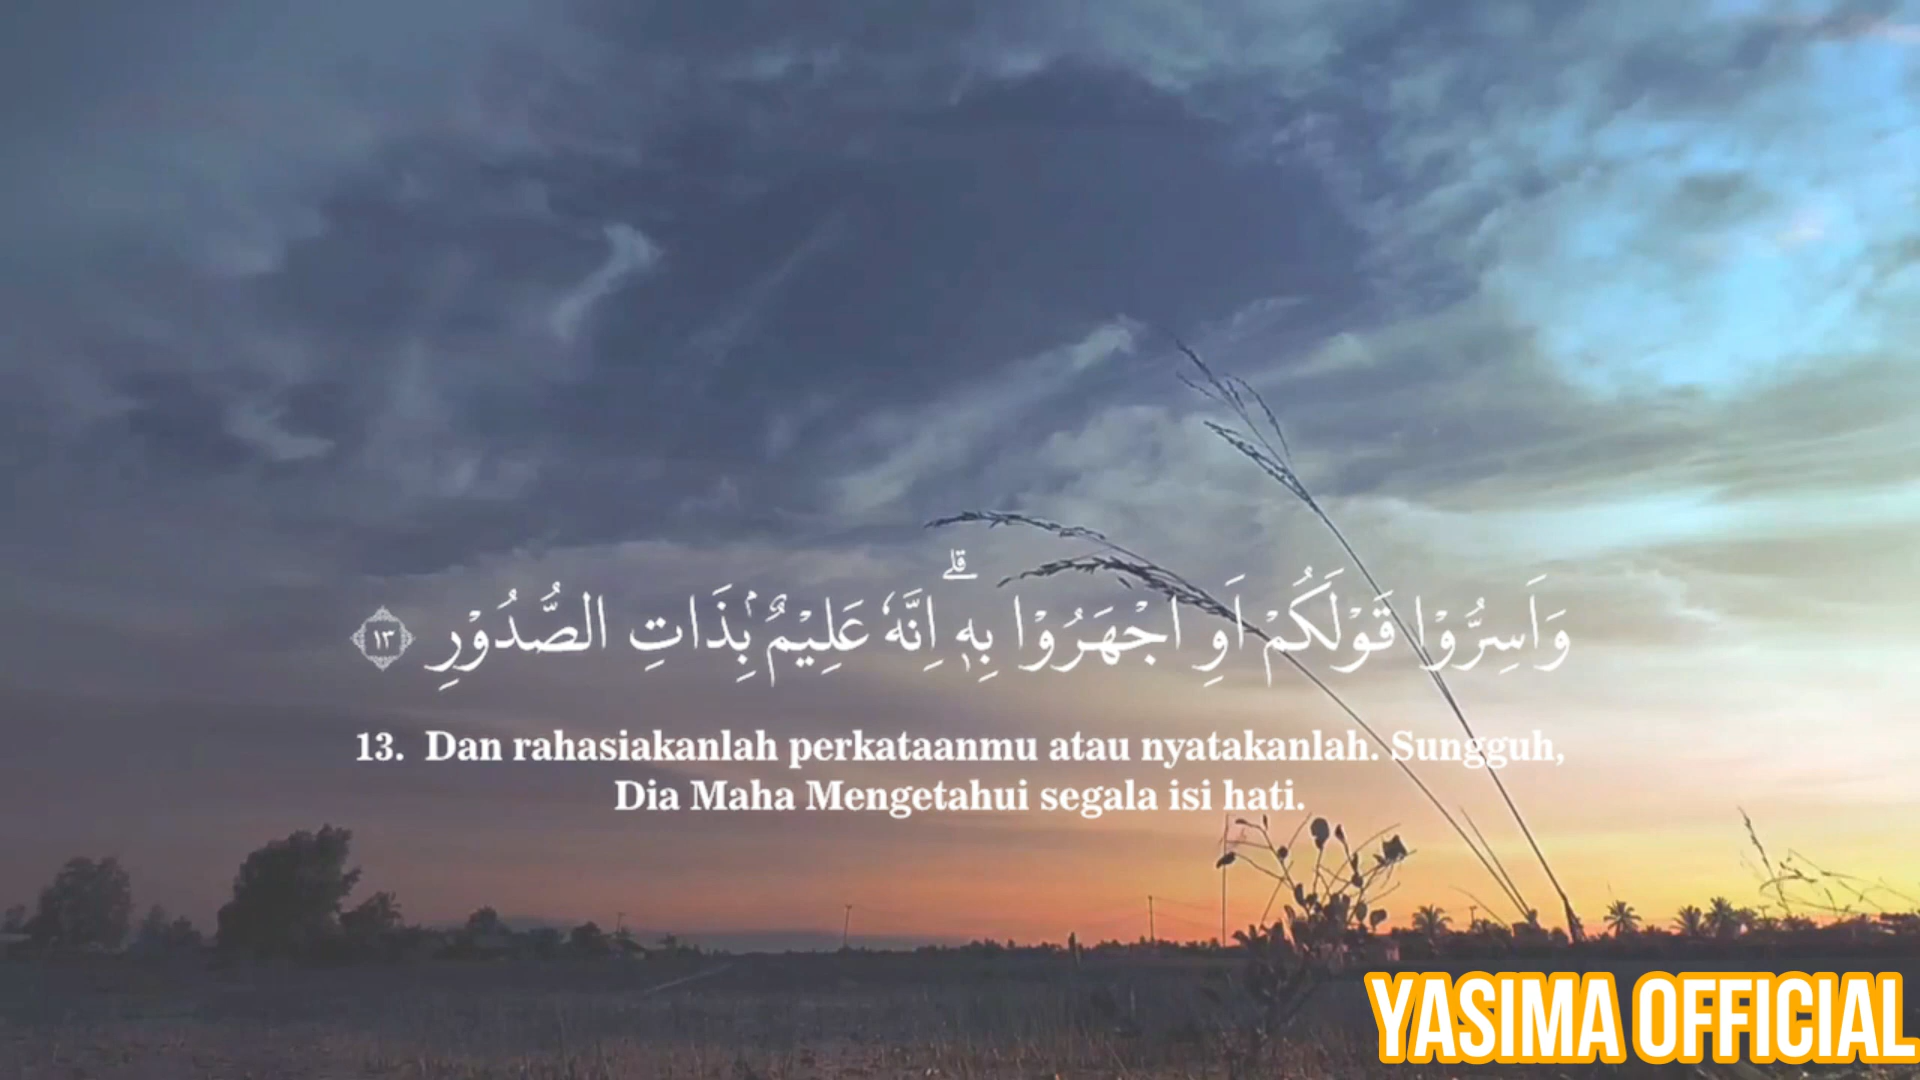 وَاَسِرُّوْا قَوْلَكُمْ اَوِ اجْهَرُوْا بِهٖۗ اِنَّهٗ عَلِيْمٌ ۢبِذَاتِ الصُّدُوْرِ ١٣
13. Dan rahasiakanlah perkataanmu atau nyatakanlah. Sungguh,
Dia Maha Mengetahui segala isi hati.
YASIMA OFFICIAL